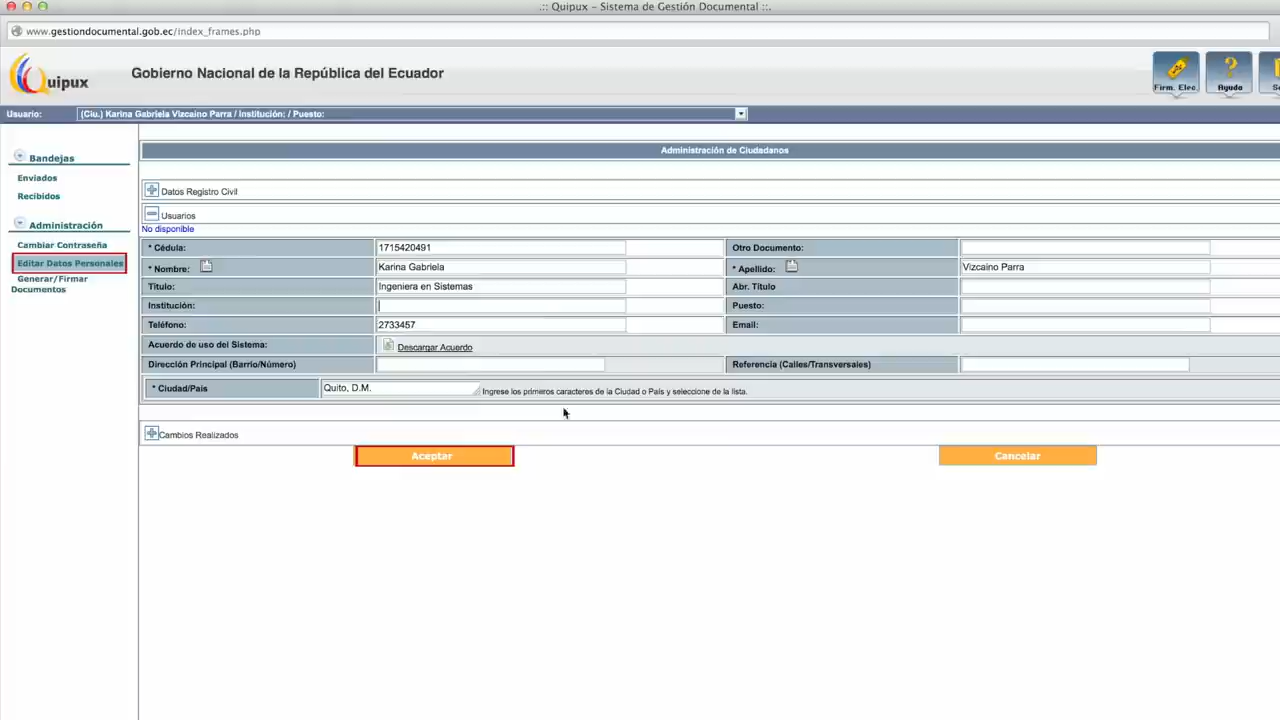 .:: Quipux – Sistema de Gestión Documental ::.
www.gestiondocumental.gob.ec/index_frames.php
Quipux
Gobierno Nacional de la República del Ecuador
Firm. Elec.
Ayuda
Usuario:
(Ciu.) Karina Gabriela Vizcaino Parra / Institución: / Puesto:
Bandejas
Enviados
Recibidos
Administración
Cambiar Contraseña
Editar Datos Personales
Generar/Firmar
Documentos
Administración de Ciudadanos
Datos Registro Civil
Usuarios
No disponible
* Cédula: 1715420491 Otro Documento:
* Nombre: Karina Gabriela * Apellido: Vizcaino Parra
Titulo: Ingeniera en Sistemas Abr. Titulo
Institución: Puesto:
Teléfono: 2733457 Email:
Acuerdo de uso del Sistema: Descargar Acuerdo
Dirección Principal (Barrio/Número) Referencia (Calles/Transversales)
* Ciudad/País Quito, D.M. Ingrese los primeros caracteres de la Ciudad o País y seleccione de la lista.
Cambios Realizados
Aceptar Cancelar